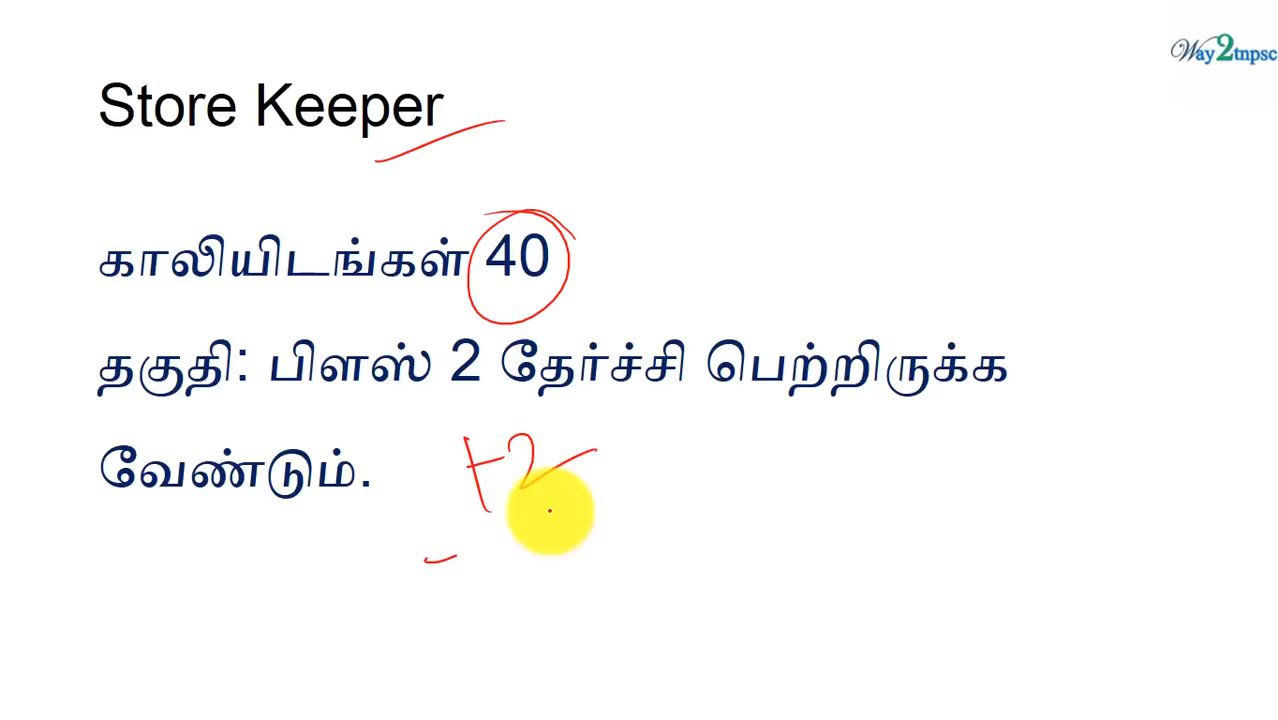 Way2tnpsc
Store Keeper
காலியிடங்கள் 40
தகுதி: பிளஸ் 2 தேர்ச்சி பெற்றிருக்க
வேண்டும்.
+2